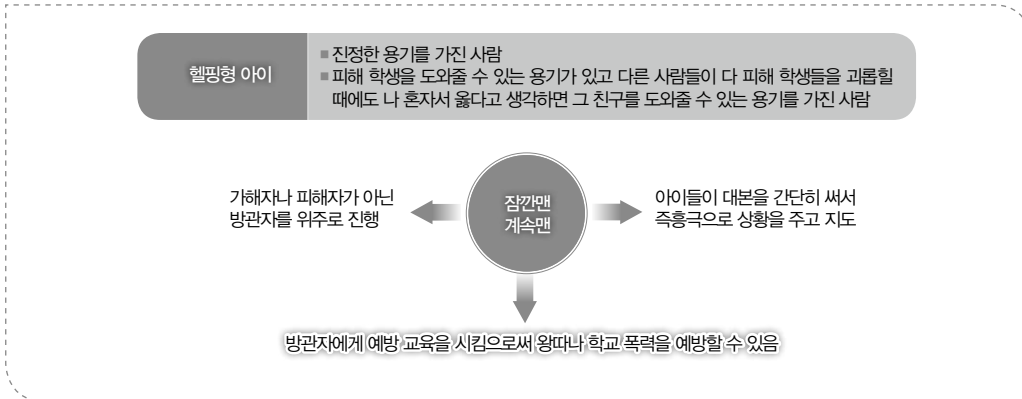 헬핑형 아이
■ 진정한 용기를 가진 사람
■ 피해 학생을 도와줄 수 있는 용기가 있고 다른 사람들이 다 피해 학생들을 괴롭힐
때에도 나 혼자서 옳다고 생각하면 그 친구를 도와줄 수 있는 용기를 가진 사람
가해자나 피해자가 아닌
방관자를 위주로 진행
잠깐맨
계속맨
아이들이 대본을 간단히 써서
즉흥극으로 상황을 주고 지도
방관자에게 예방 교육을 시킴으로써 왕따나 학교 폭력을 예방할 수 있음